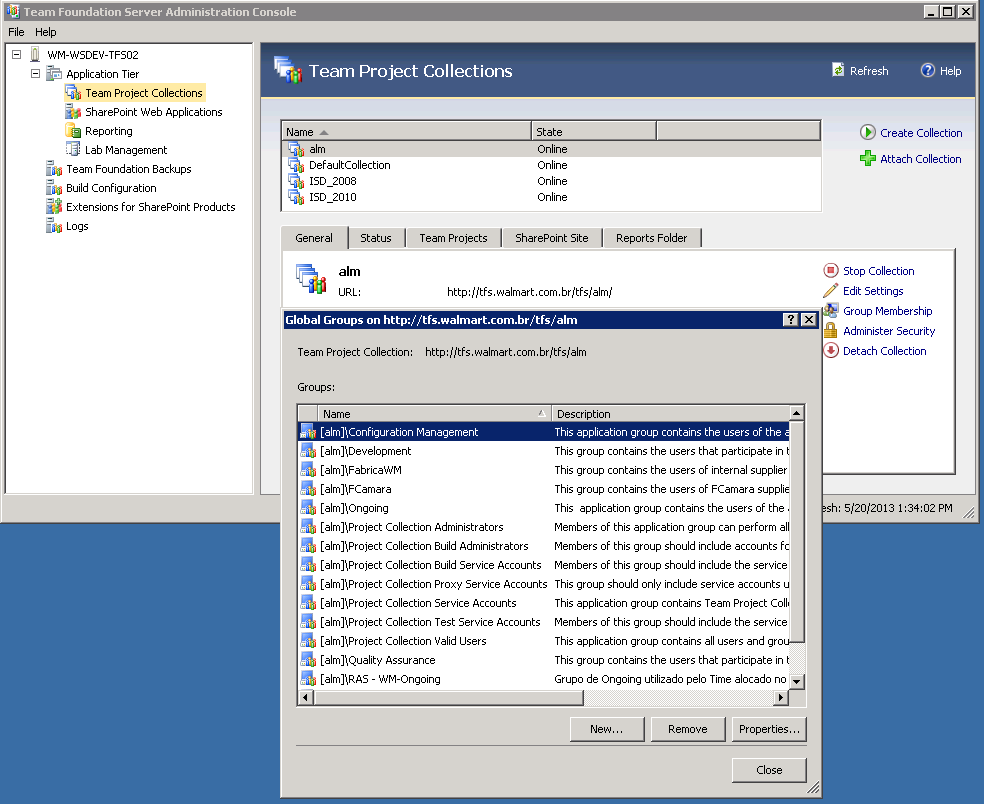 Team Foundation Server Administration Console
File Help
WM-WSDEV-TFS02
Application Tier
Team Project Collections
SharePoint Web Applications
Reporting
Lab Management
Team Foundation Backups
Build Configuration
Extensions for SharePoint Products
Logs
Team Project Collections
Refresh Help
Name State
alm Online
DefaultCollection Online
ISD_2008 Online
ISD_2010 Online
Create Collection
Attach Collection
General Status Team Projects SharePoint Site Reports Folder
alm
URL: http://tfs.walmart.com.br/tfs/alm/
Stop Collection
Edit Settings
Group Membership
Administer Security
Detach Collection
esh: 5/20/2013 1:34:02 PM
Global Groups on http://tfs.walmart.com.br/tfs/alm
Team Project Collection: http://tfs.walmart.com.br/tfs/alm
Groups:
Name Description
[alm]\Configuration Management This application group contains the users of the a
[alm]\Development This group contains the users that participate in t
[alm]\FabricaWM This group contains the users of internal supplier
[alm]\FCamara This group contains the users of FCamara supplie
[alm]\Ongoing This application group contains the users of the
[alm]\Project Collection Administrators Members of this application group can perform all
[alm]\Project Collection Build Administrators Members of this group should include accounts fo
[alm]\Project Collection Build Service Accounts Members of this group should include the service
[alm]\Project Collection Proxy Service Accounts This group should only include service accounts u
[alm]\Project Collection Service Accounts This application group contains Team Project Coll
[alm]\Project Collection Test Service Accounts Members of this group should include the service
[alm]\Project Collection Valid Users This application group contains all users and grou
[alm]\Quality Assurance This group contains the users that participate in t
[alm]\RAS - WM-Ongoing Grupo de Ongoing utilizado pelo Time alocado no
New... Remove Properties...
Close